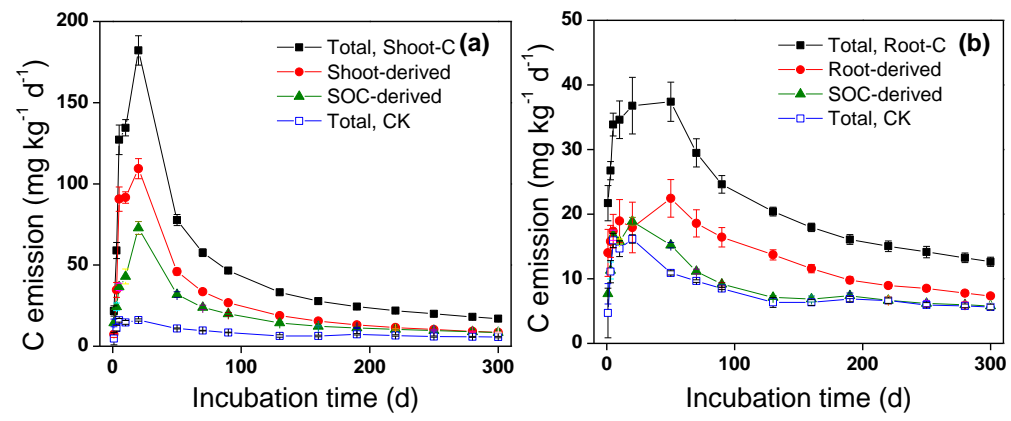 (a)
Total, Shoot-C
Shoot-derived
SOC-derived
Total, CK
C emission (mg kg⁻¹ d⁻¹)
200
150
100
50
0
0 100 200 300
Incubation time (d)
(b)
Total, Root-C
Root-derived
SOC-derived
Total, CK
C emission (mg kg⁻¹ d⁻¹)
50
40
30
20
10
0
0 100 200 300
Incubation time (d)